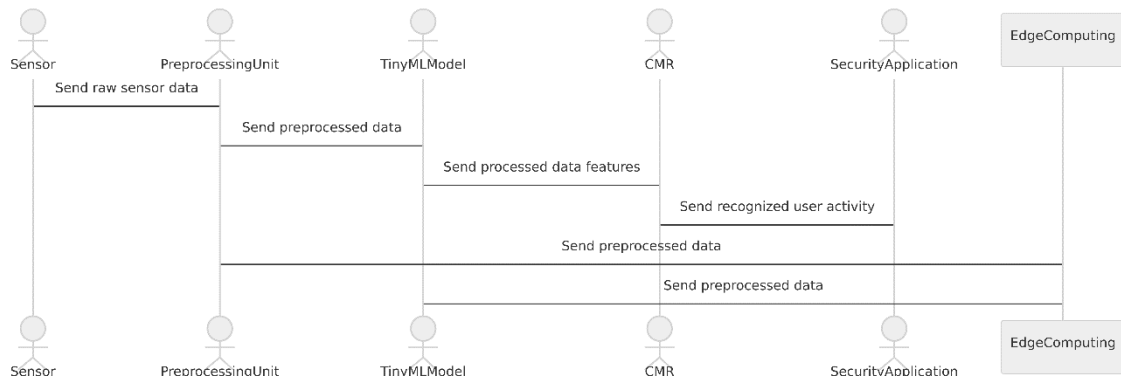 Sensor
PreprocessingUnit
TinyMLModel
CMR
SecurityApplication
EdgeComputing
Send raw sensor data
Send preprocessed data
Send processed data features
Send recognized user activity
Send preprocessed data
Send preprocessed data
Sensor
PreprocessingUnit
TinyMLModel
CMR
SecurityApplication
EdgeComputing